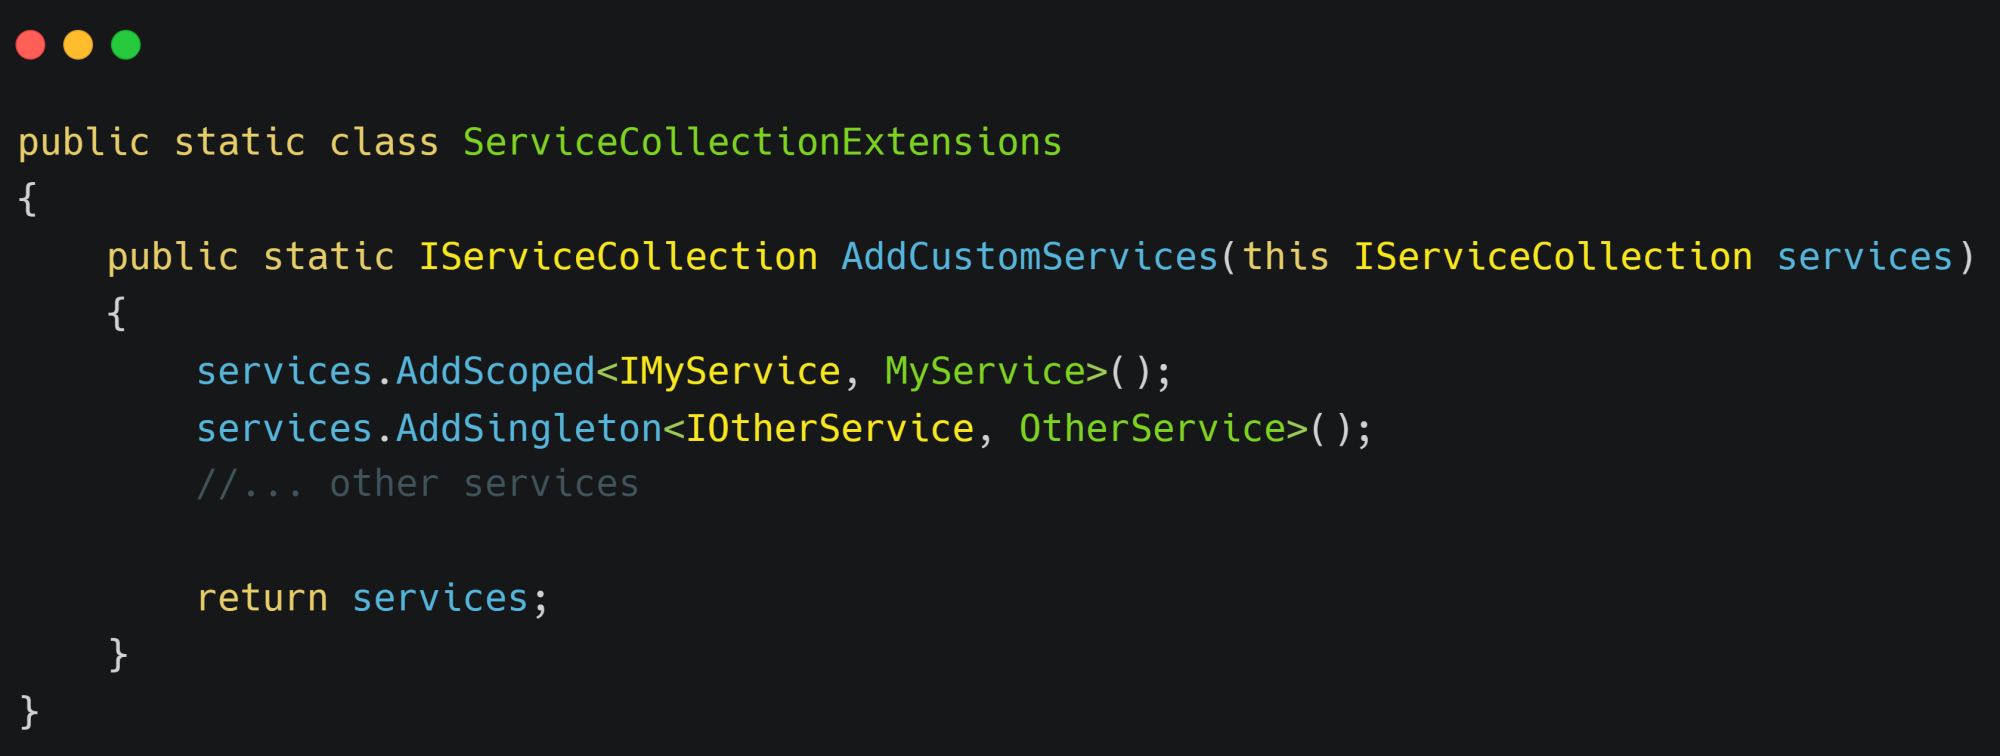 public static class ServiceCollectionExtensions
{
    public static IServiceCollection AddCustomServices(this IServiceCollection services)
    {
        services.AddScoped<IMyService, MyService>();
        services.AddSingleton<IOtherService, OtherService>();
        //... other services

        return services;
    }
}